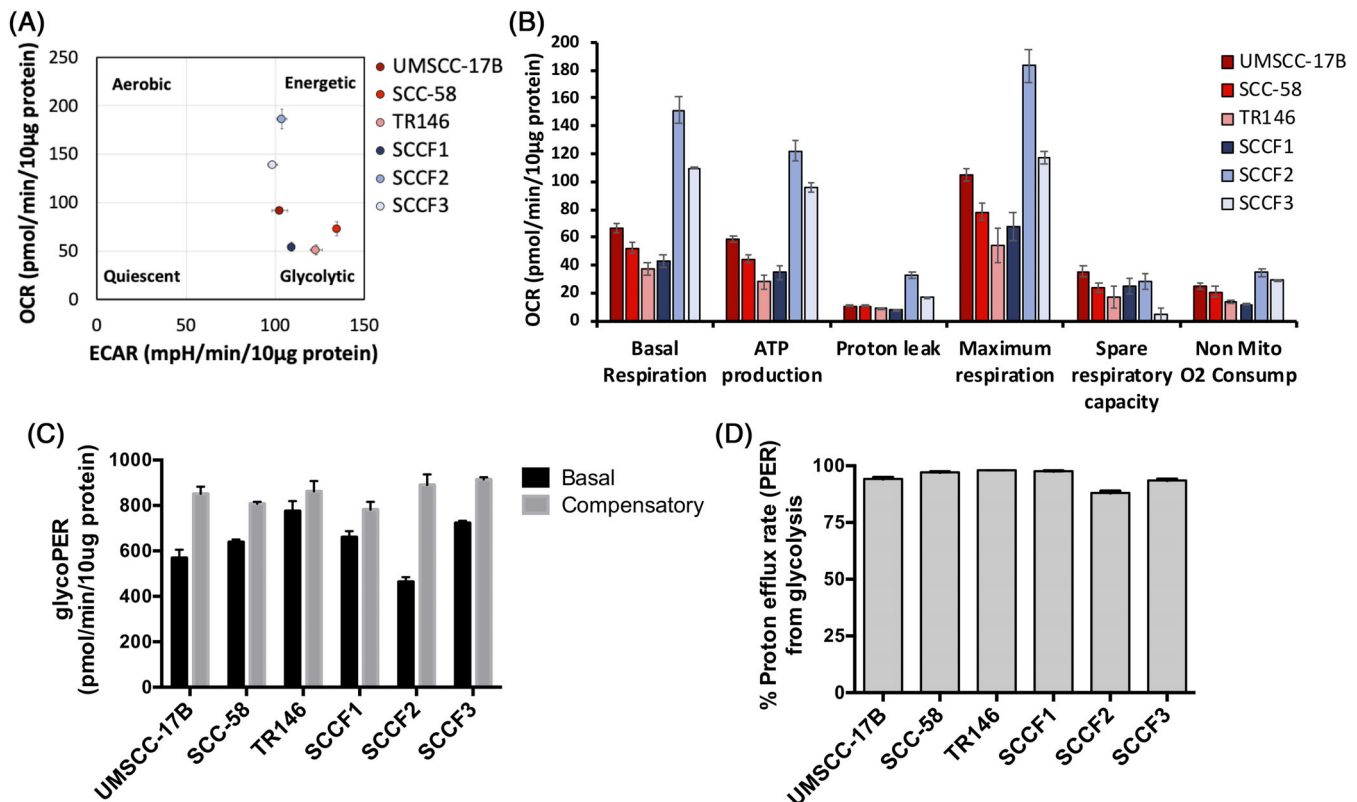 (A)
OCR (pmol/min/10µg protein)
250
200
150
100
50
0
Aerobic
Energetic
Quiescent
Glycolytic
0
50
100
150
ECAR (mpH/min/10µg protein)
UMSCC-17B
SCC-58
TR146
SCCF1
SCCF2
SCCF3
(B)
OCR (pmol/min/10µg protein)
200
180
160
140
120
100
80
60
40
20
0
Basal
Respiration
ATP
production
Proton leak
Maximum
respiration
Spare
respiratory
capacity
Non Mito
O2 Consump
UMSCC-17B
SCC-58
TR146
SCCF1
SCCF2
SCCF3
(C)
glycoPER
(pmol/min/10ug protein)
1000
800
600
400
200
0
UMSCC-17B
SCC-58
TR146
SCCF1
SCCF2
SCCF3
Basal
Compensatory
(D)
% Proton efflux rate (PER)
from glycolysis
100
75
50
25
0
UMSCC-17B
SCC-58
TR146
SCCF1
SCCF2
SCCF3